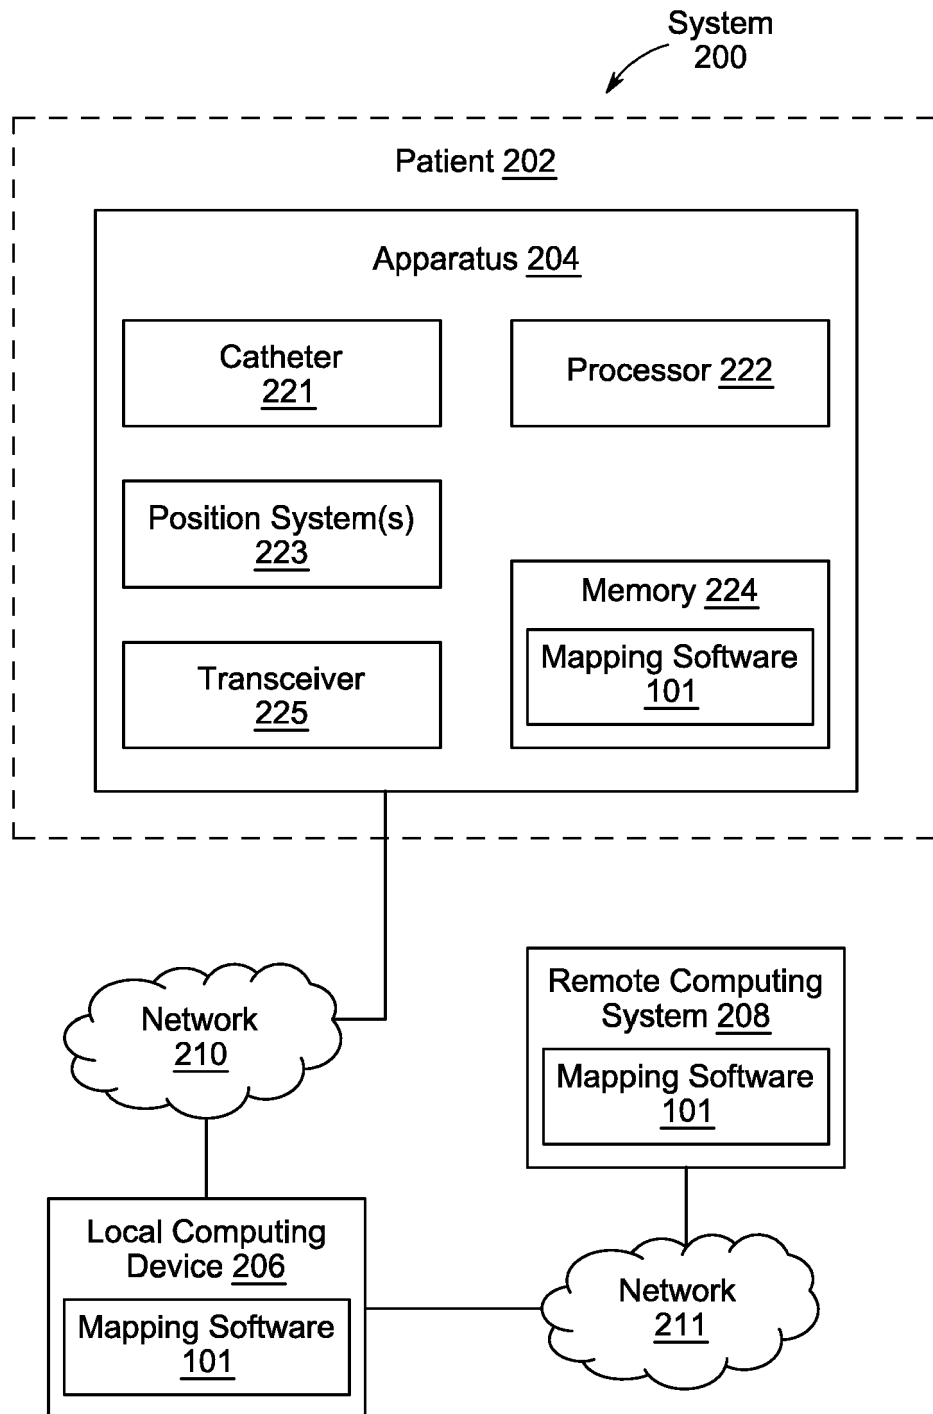 System
200
Patient 202
Apparatus 204
Catheter
221
Processor 222
Position System(s)
223
Memory 224
Mapping Software
101
Transceiver
225
Network
210
Remote Computing
System 208
Mapping Software
101
Local Computing
Device 206
Mapping Software
101
Network
211